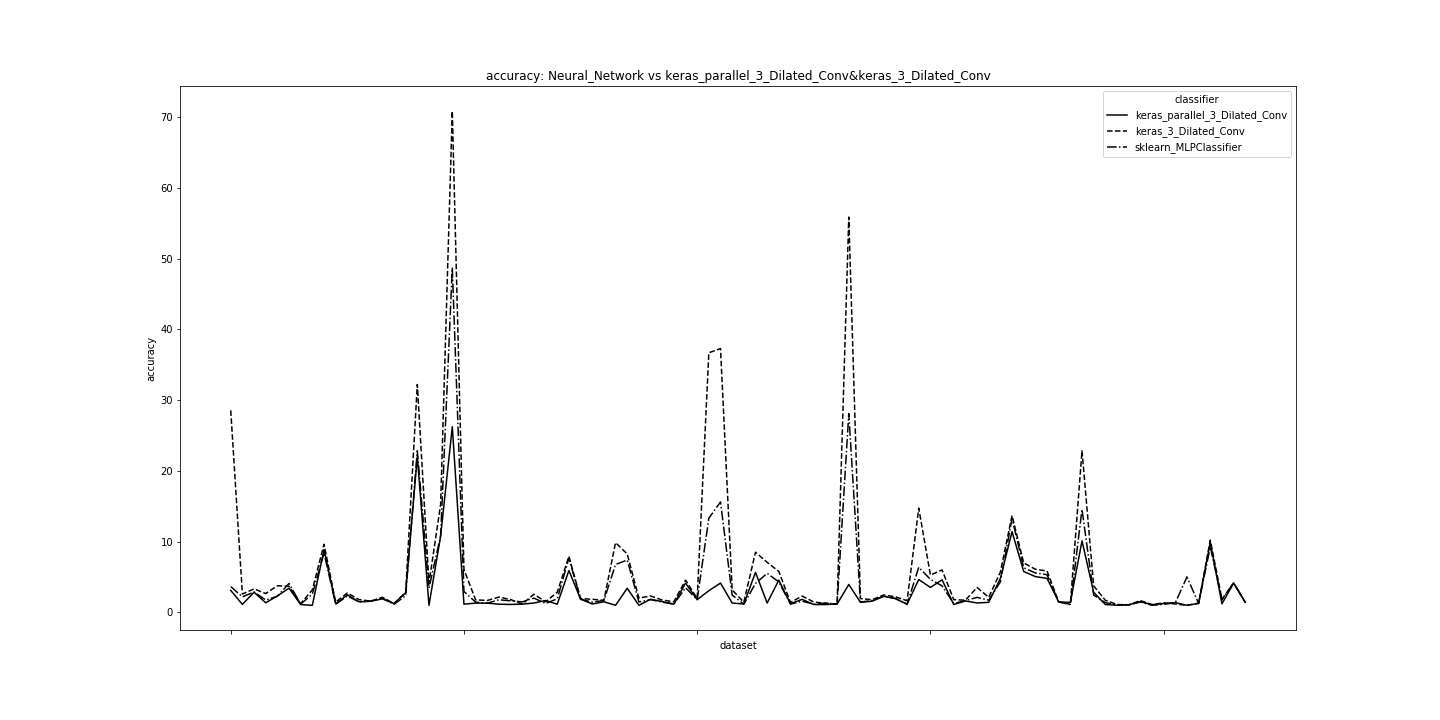 accuracy: Neural_Network vs keras_parallel_3_Dilated_Conv&keras_3_Dilated_Conv
classifier
keras_parallel_3_Dilated_Conv
keras_3_Dilated_Conv
sklearn_MLPClassifier
70
60
50
40
30
20
10
0
accuracy
dataset